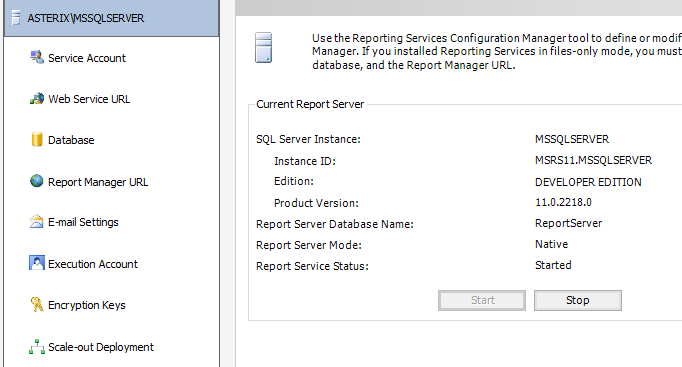 ASTERIX\MSSQLSERVER
Service Account
Web Service URL
Database
Report Manager URL
E-mail Settings
Execution Account
Encryption Keys
Scale-out Deployment
Use the Reporting Services Configuration Manager tool to define or modif
Manager. If you installed Reporting Services in files-only mode, you must
database, and the Report Manager URL.
Current Report Server
SQL Server Instance: MSSQLSERVER
Instance ID: MSRS11.MSSQLSERVER
Edition: DEVELOPER EDITION
Product Version: 11.0.2218.0
Report Server Database Name: ReportServer
Report Server Mode: Native
Report Service Status: Started
Start Stop